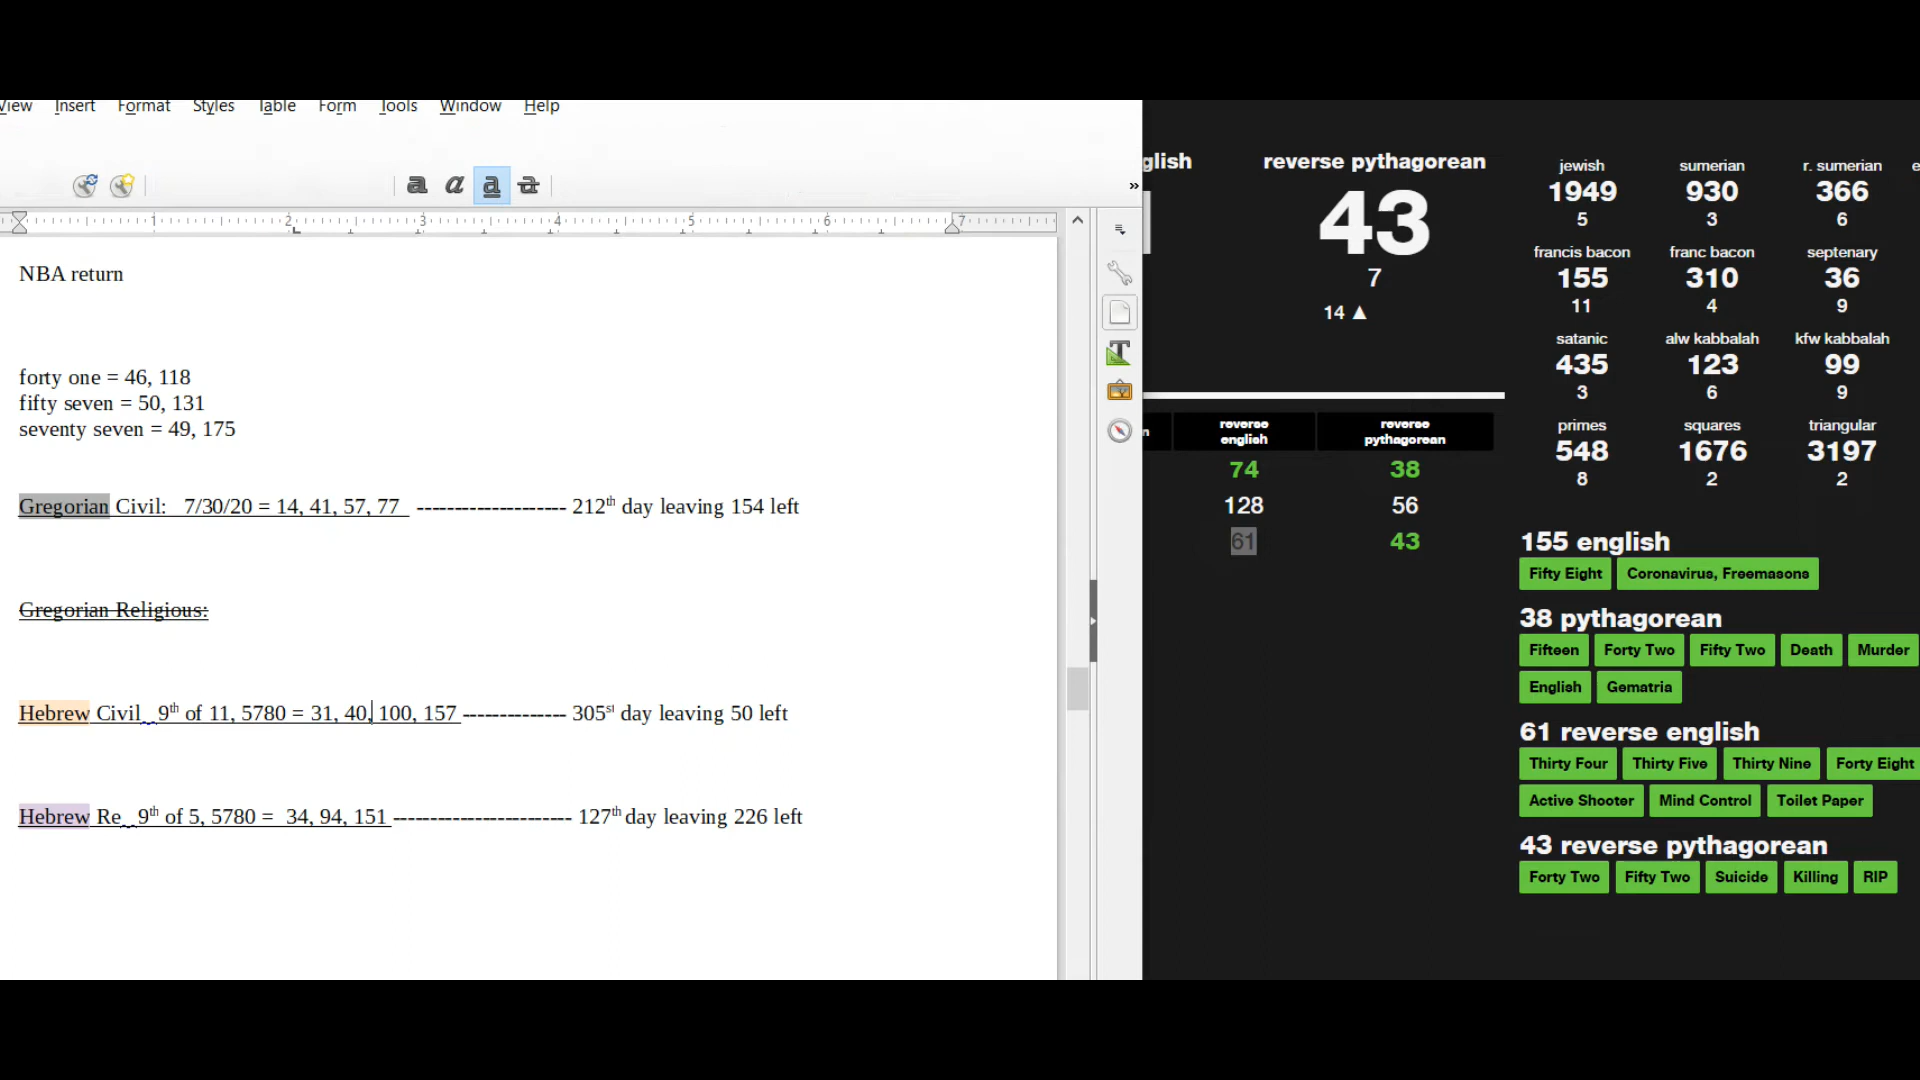 View Insert Format Styles Table Form Tools Window Help
a a a a »
1 2 3 4 5 6 7
NBA return
forty one = 46, 118
fifty seven = 50, 131
seventy seven = 49, 175
Gregorian Civil: 7/30/20 = 14, 41, 57, 77 -------------------- 212th day leaving 154 left
Gregorian Religious:
Hebrew Civil 9th of 11, 5780 = 31, 40, 100, 157 -------------- 305st day leaving 50 left
Hebrew Re 9th of 5, 5780 = 34, 94, 151 ------------------------ 127th day leaving 226 left
glish reverse pythagorean
43
7
14 ▲
reverse english reverse pythagorean
74 38
128 56
61 43
jewish sumerian r. sumerian
1949 930 366
5 3 6
francis bacon franc bacon septenary
155 310 36
11 4 9
satanic alw kabbalah kfw kabbalah
435 123 99
3 6 9
primes squares triangular
548 1676 3197
8 2 2
155 english
Fifty Eight Coronavirus, Freemasons
38 pythagorean
Fifteen Forty Two Fifty Two Death Murder
English Gematria
61 reverse english
Thirty Four Thirty Five Thirty Nine Forty Eight
Active Shooter Mind Control Toilet Paper
43 reverse pythagorean
Forty Two Fifty Two Suicide Killing RIP